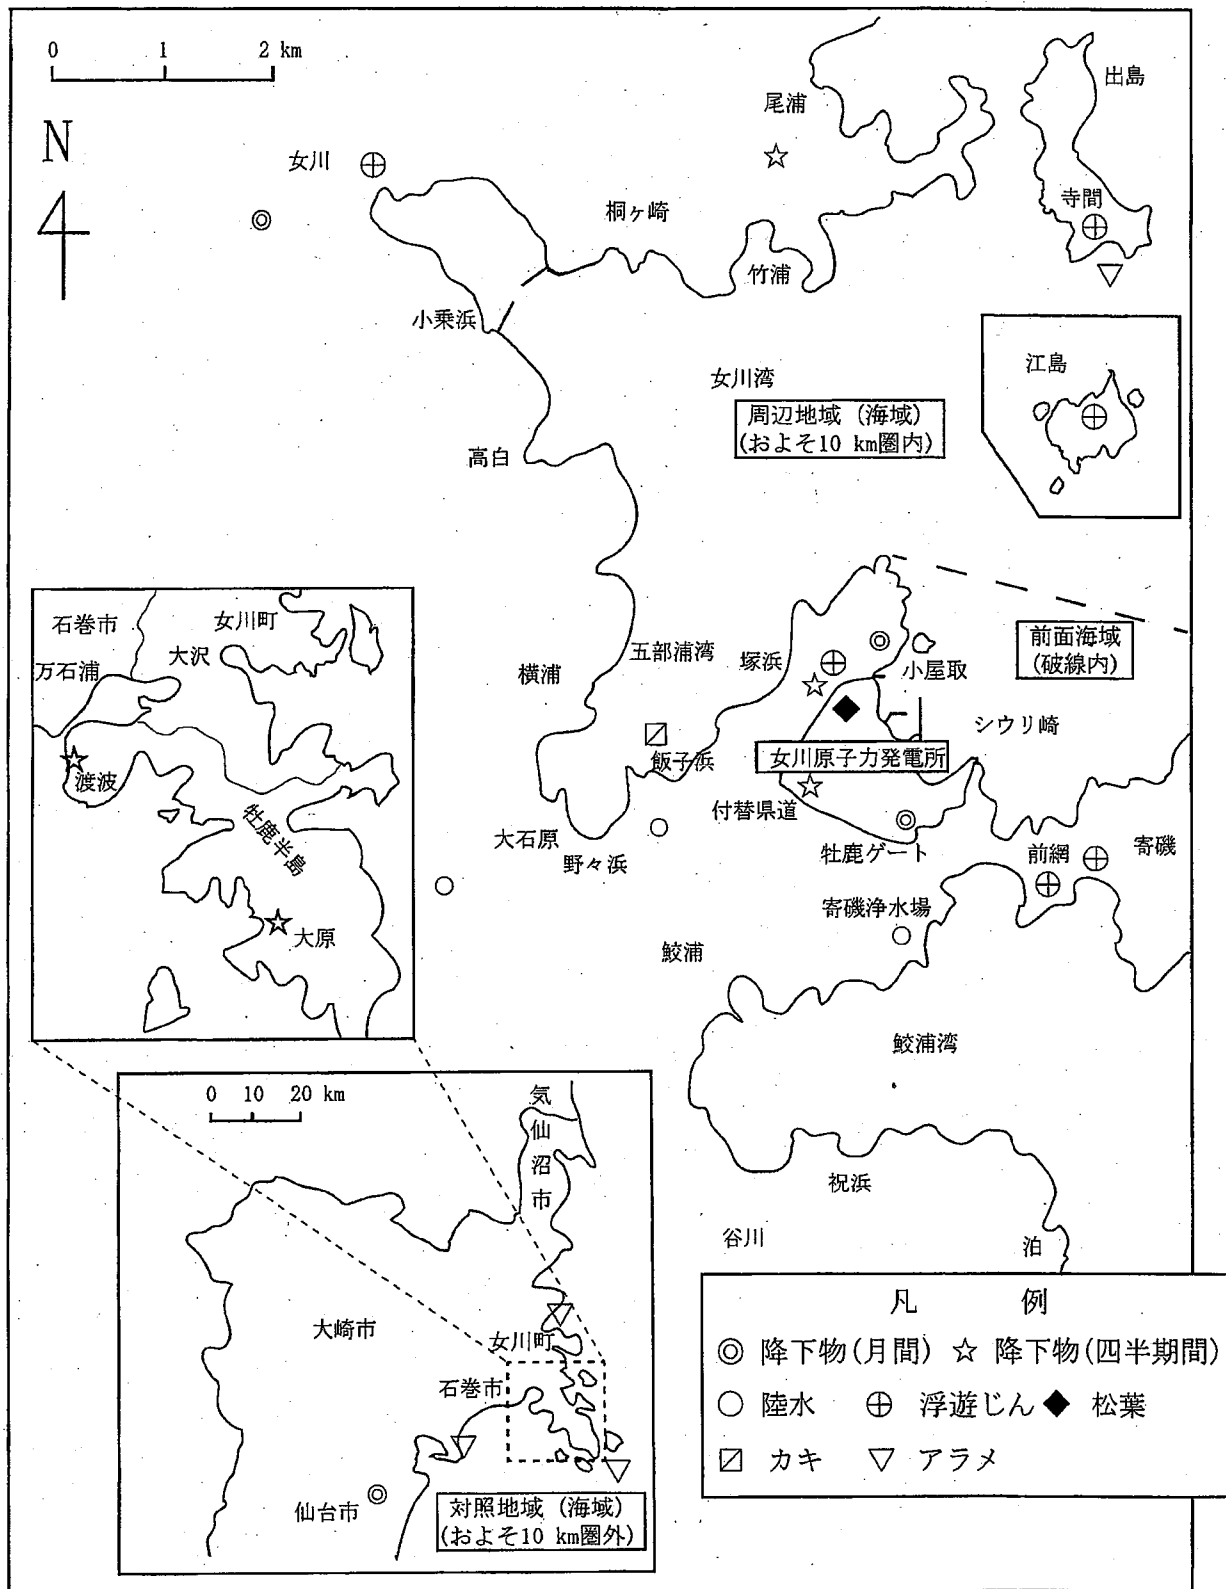 0 1 2 km
出島
尾浦
N
女川
寺間
桐ヶ崎
竹浦
小乗浜
江島
女川湾
周辺地域 (海域)
(およそ10 km圏内)
高白
石巻市
女川町
万石浦
大沢
渡波
牡鹿半島
大原
前面海域
(破線内)
五部浦湾
塚浜
横浦
小屋取
シウリ崎
飯子浜
女川原子力発電所
付替県道
大石原
野々浜
牡鹿ゲート
前網
寄磯
寄磯浄水場
鮫浦
鮫浦湾
0 10 20 km
気仙沼市
祝浜
谷川
泊
大崎市
女川町
石巻市
仙台市
対照地域 (海域)
(およそ10 km圏外)
凡 例
◎ 降下物(月間) ☆ 降下物(四半期間)
○ 陸水 ⊕ 浮遊じん ◆ 松葉
⍁ カキ ▽ アラメ